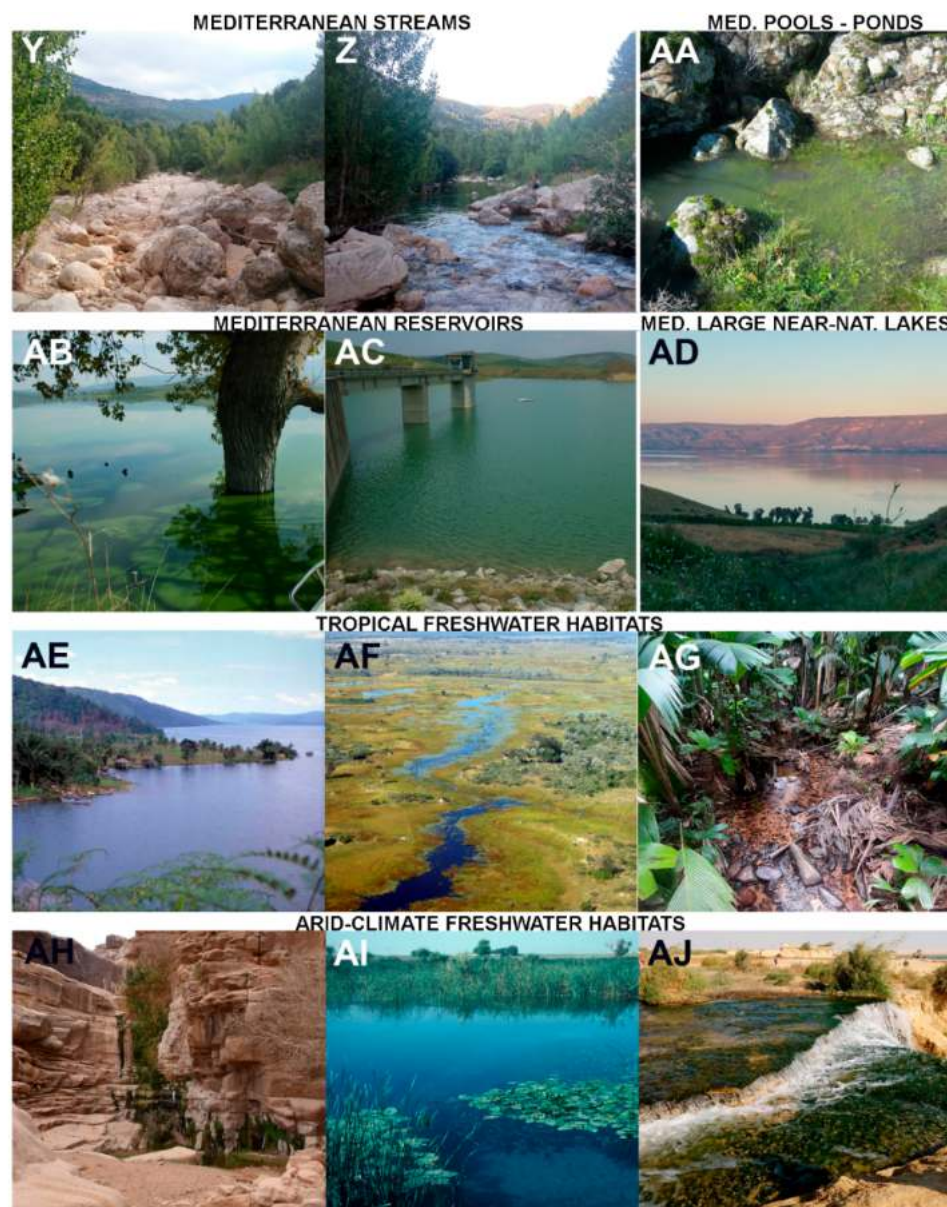 MEDITERRANEAN STREAMS
MED. POOLS - PONDS
Y
Z
AA
MEDITERRANEAN RESERVOIRS
MED. LARGE NEAR-NAT. LAKES
AB
AC
AD
TROPICAL FRESHWATER HABITATS
AE
AF
AG
ARID-CLIMATE FRESHWATER HABITATS
AH
AI
AJ